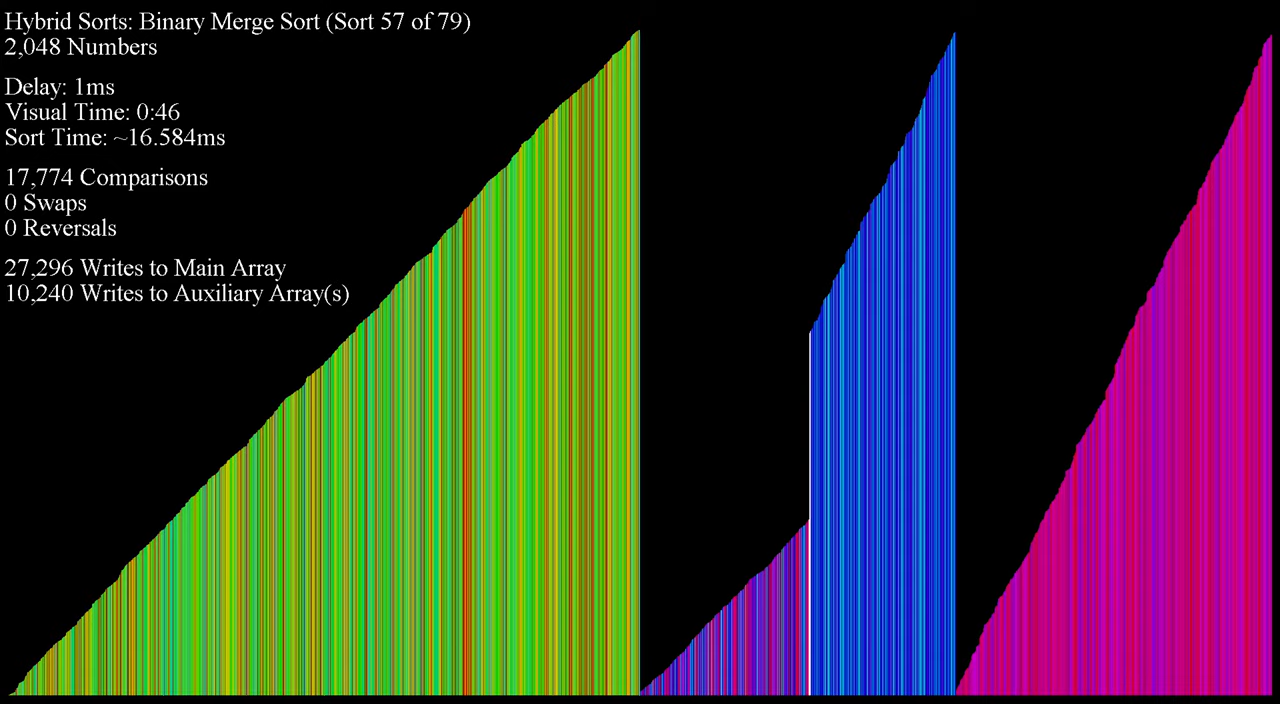 Hybrid Sorts: Binary Merge Sort (Sort 57 of 79)
2,048 Numbers
Delay: 1ms
Visual Time: 0:46
Sort Time: ~16.584ms
17,774 Comparisons
0 Swaps
0 Reversals
27,296 Writes to Main Array
10,240 Writes to Auxiliary Array(s)